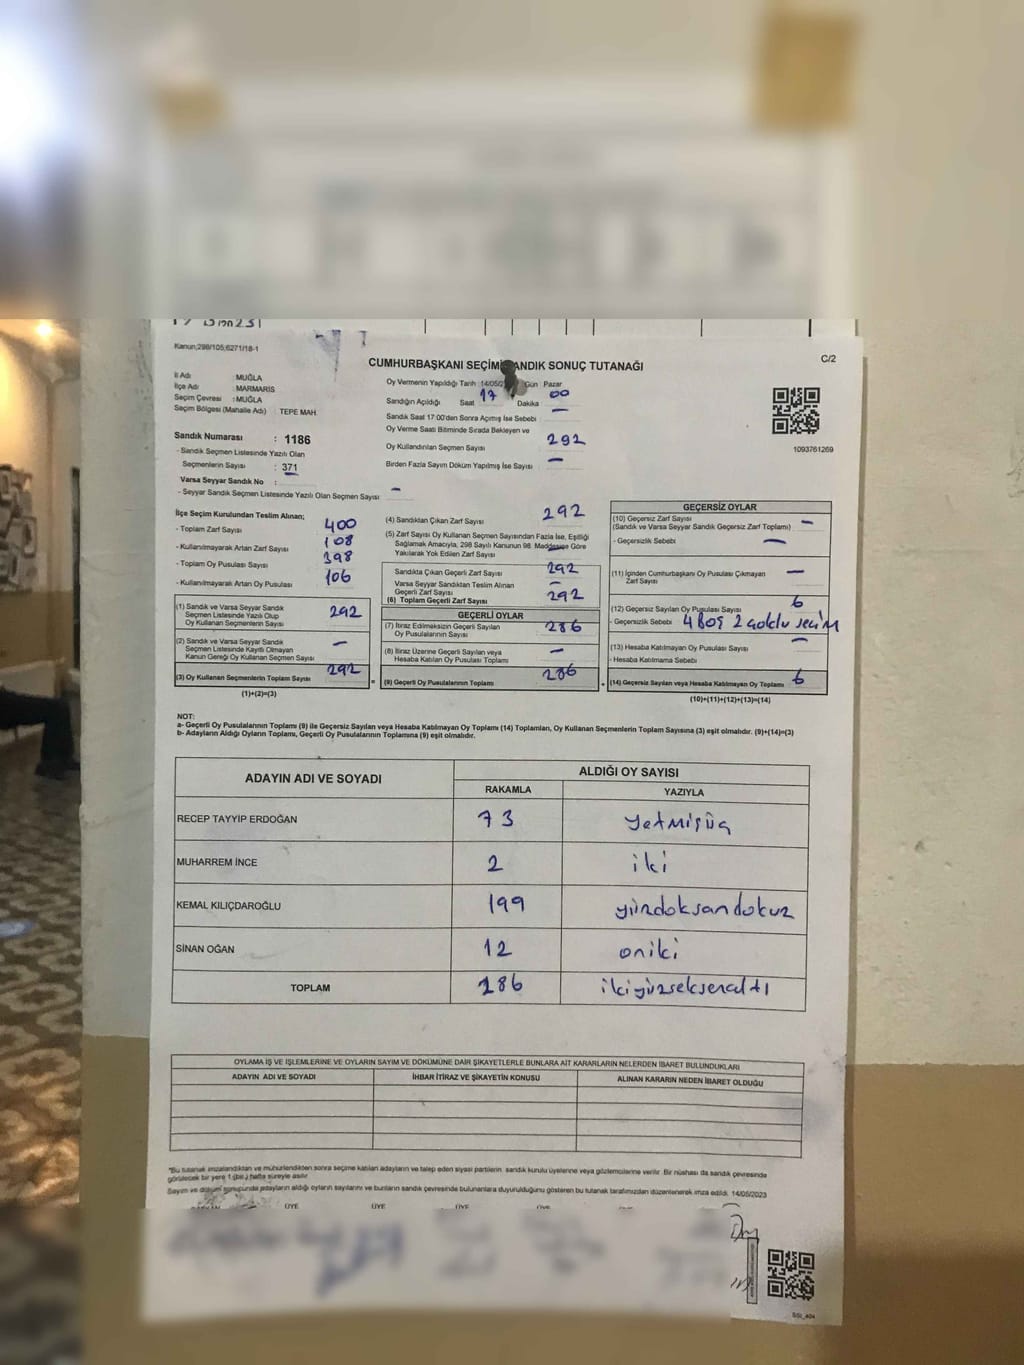 Kanun;298/105;6271/18-1
C/2
CUMHURBAŞKANI SEÇİMİ SANDIK SONUÇ TUTANAĞI
İl Adı : MUĞLA
İlçe Adı : MARMARİS
Seçim Çevresi : MUĞLA
Seçim Bölgesi (Mahalle Adı) : TEPE MAH.
Sandık Numarası : 1186
- Sandık Seçmen Listesinde Yazılı Olan
Seçmenlerin Sayısı : 371
Varsa Seyyar Sandık No :
- Seyyar Sandık Seçmen Listesinde Yazılı Olan Seçmen Sayısı -
Oy Vermenin Yapıldığı Tarih :14/05/2 Gün : Pazar
Sandığın Açıldığı Saat 17 Dakika 00
Sandık Saat 17:00'den Sonra Açımış İse Sebebi : -
Oy Verme Saati Bitiminde Sırada Bekleyen ve
Oy Kullandırılan Seçmen Sayısı 292
Birden Fazla Sayım Döküm Yapılmış İse Sayısı -
1093761269
İlçe Seçim Kurulundan Teslim Alınan;
- Toplam Zarf Sayısı 400
- Kullanılmayarak Artan Zarf Sayısı 108
- Toplam Oy Pusulası Sayısı 398
- Kullanılmayarak Artan Oy Pusulası 106
(1) Sandık ve Varsa Seyyar Sandık
Seçmen Listesinde Yazılı Olup
Oy Kullanan Seçmenlerin Sayısı 292
(2) Sandık ve Varsa Seyyar Sandık
Seçmen Listesinde Kayıtlı Olmayan
Kanun Gereği Oy Kullanan Seçmen Sayısı -
(3) Oy Kullanan Seçmenlerin Toplam Sayısı 292
(1)+(2)=(3)
=
(4) Sandıktan Çıkan Zarf Sayısı 292
(5) Zarf Sayısı Oy Kullanan Seçmen Sayısından Fazla İse, Eşitliği
Sağlamak Amacıyla, 298 Sayılı Kanunun 98. Maddesine Göre
Yakılarak Yok Edilen Zarf Sayısı
Sandıkta Çıkan Geçerli Zarf Sayısı 292
Varsa Seyyar Sandıktan Teslim Alınan
Geçerli Zarf Sayısı -
(6) Toplam Geçerli Zarf Sayısı 292
GEÇERLİ OYLAR
(7) İtiraz Edilmeksizin Geçerli Sayılan
Oy Pusulalarının Sayısı 286
(8) İtiraz Üzerine Geçerli Sayılan veya
Hesaba Katılan Oy Pusulaları Toplamı -
(9) Geçerli Oy Pusulalarının Toplamı 286
+
GEÇERSİZ OYLAR
(10) Geçersiz Zarf Sayısı
(Sandık ve Varsa Seyyar Sandık Geçersiz Zarf Toplamı) -
- Geçersizlik Sebebi -
(11) İçinden Cumhurbaşkanı Oy Pusulası Çıkmayan
Zarf Sayısı -
(12) Geçersiz Sayılan Oy Pusulası Sayısı 6
- Geçersizlik Sebebi 4 Boş 2 çoklu seçim
(13) Hesaba Katılmayan Oy Pusulası Sayısı -
- Hesaba Katılmama Sebebi
(14) Geçersiz Sayılan veya Hesaba Katılmayan Oy Toplamı 6
(10)+(11)+(12)+(13)=(14)
NOT:
a- Geçerli Oy Pusulalarının Toplamı (9) ile Geçersiz Sayılan veya Hesaba Katılmayan Oy Toplamı (14) Toplamları, Oy Kullanan Seçmenlerin Toplam Sayısına (3) eşit olmalıdır. (9)+(14)=(3)
b- Adayların Aldığı Oyların Toplamı, Geçerli Oy Pusulalarının Toplamına (9) eşit olmalıdır.
ADAYIN ADI VE SOYADI ALDIĞI OY SAYISI
RAKAMLA YAZIYLA
RECEP TAYYİP ERDOĞAN 73 yetmişüç
MUHARREM İNCE 2 iki
KEMAL KILIÇDAROĞLU 199 yüzdoksandokuz
SİNAN OĞAN 12 oniki
TOPLAM 286 ikiyüzseksenaltı
OYLAMA İŞ VE İŞLEMLERİNE VE OYLARIN SAYIM VE DÖKÜMÜNE DAİR ŞİKAYETLERLE BUNLARA AİT KARARLARIN NELERDEN İBARET BULUNDUKLARI
ADAYIN ADI VE SOYADI İHBAR İTİRAZ VE ŞİKAYETİN KONUSU ALINAN KARARIN NEDEN İBARET OLDUĞU
*Bu tutanak imzalandıktan ve mühürlendikten sonra seçime katılan adayların ve talep eden siyasi partilerin, sandık kurulu üyelerine veya gözlemcilerine verilir. Bir nüshası da sandık çevresinde
görülecek bir yere 1 (bir) hafta süreyle asılır.
Sayım ve döküm sonucunda adayların aldığı oyların sayılarını ve bunların sandık çevresinde bulunanlara duyurulduğunu gösteren bu tutanak tarafımızdan düzenlenerek imza edildi. 14/05/2023
BAŞKAN ÜYE ÜYE ÜYE ÜYE ÜYE